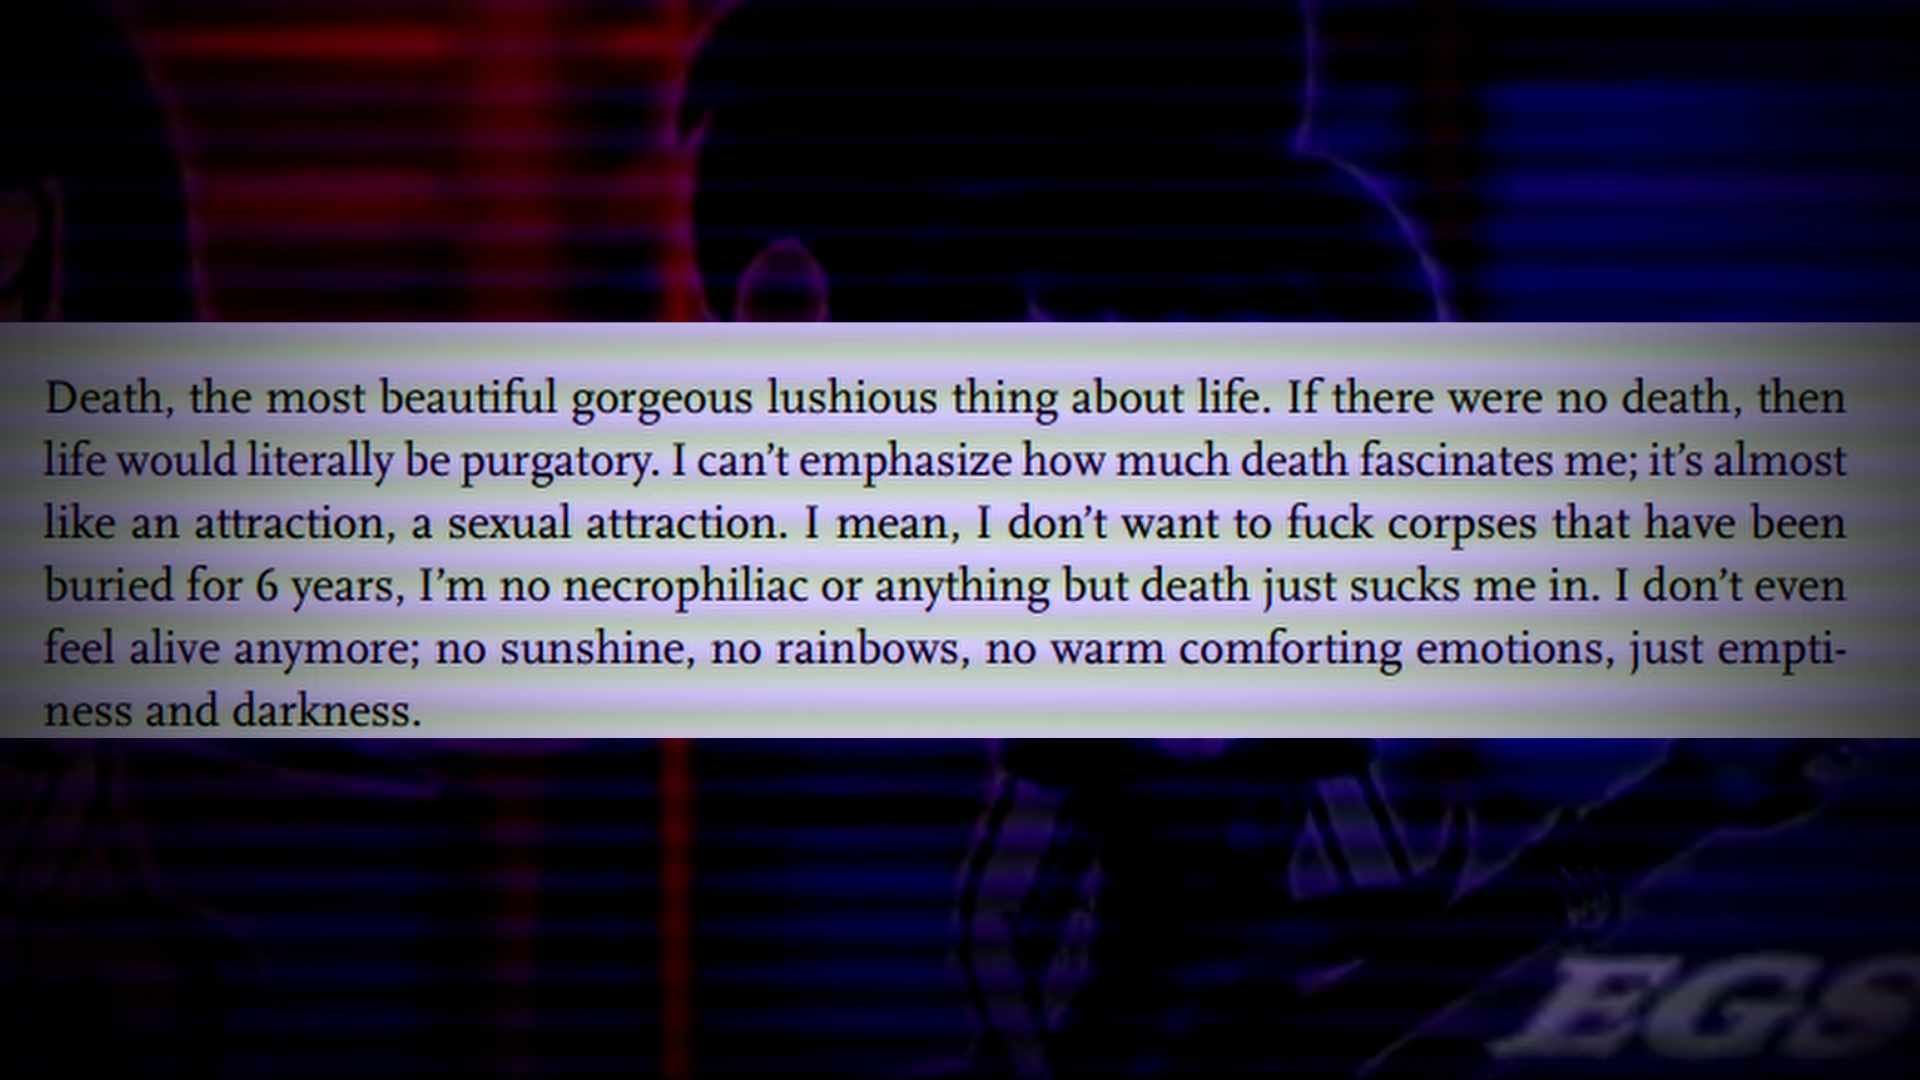 Death, the most beautiful gorgeous lushious thing about life. If there were no death, then
life would literally be purgatory. I can’t emphasize how much death fascinates me; it’s almost
like an attraction, a sexual attraction. I mean, I don’t want to fuck corpses that have been
buried for 6 years, I’m no necrophiliac or anything but death just sucks me in. I don’t even
feel alive anymore; no sunshine, no rainbows, no warm comforting emotions, just empti-
ness and darkness.
EGS